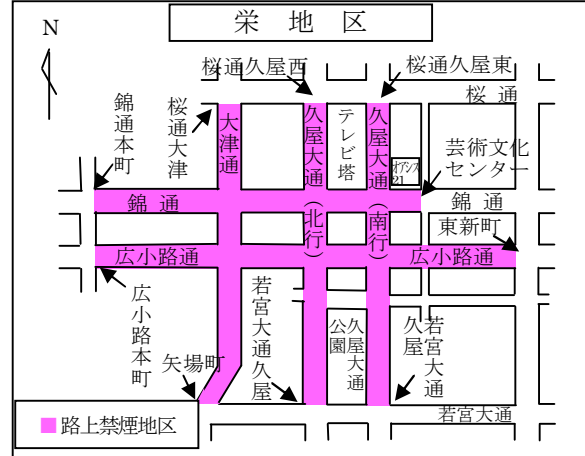 栄地区
N
桜通久屋西
桜通久屋東
桜通
錦通本町
桜通大津
大津通
久屋大通（北行）
テレビ塔
久屋大通（南行）
オアシス21
芸術文化
センター
錦通
錦通
東新町
広小路通
広小路通
広小路本町
矢場町
若宮大通久屋
久屋大通
公園
若宮大通
久屋
若宮大通
路上禁煙地区